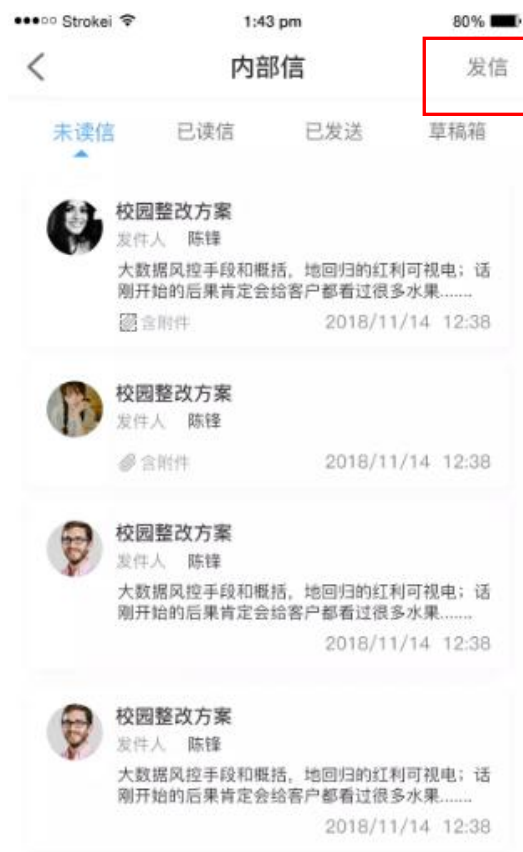 Strokei 1:43 pm 80%
内部信 发信
未读信 已读信 已发送 草稿箱
校园整改方案
发件人 陈锋
大数据风控手段和概括，地回归的红利可视电；话
刚开始的后果肯定会给客户都看过很多水果.......
含附件 2018/11/14 12:38
校园整改方案
发件人 陈锋
含附件 2018/11/14 12:38
校园整改方案
发件人 陈锋
大数据风控手段和概括，地回归的红利可视电；话
刚开始的后果肯定会给客户都看过很多水果.......
2018/11/14 12:38
校园整改方案
发件人 陈锋
大数据风控手段和概括，地回归的红利可视电；话
刚开始的后果肯定会给客户都看过很多水果.......
2018/11/14 12:38